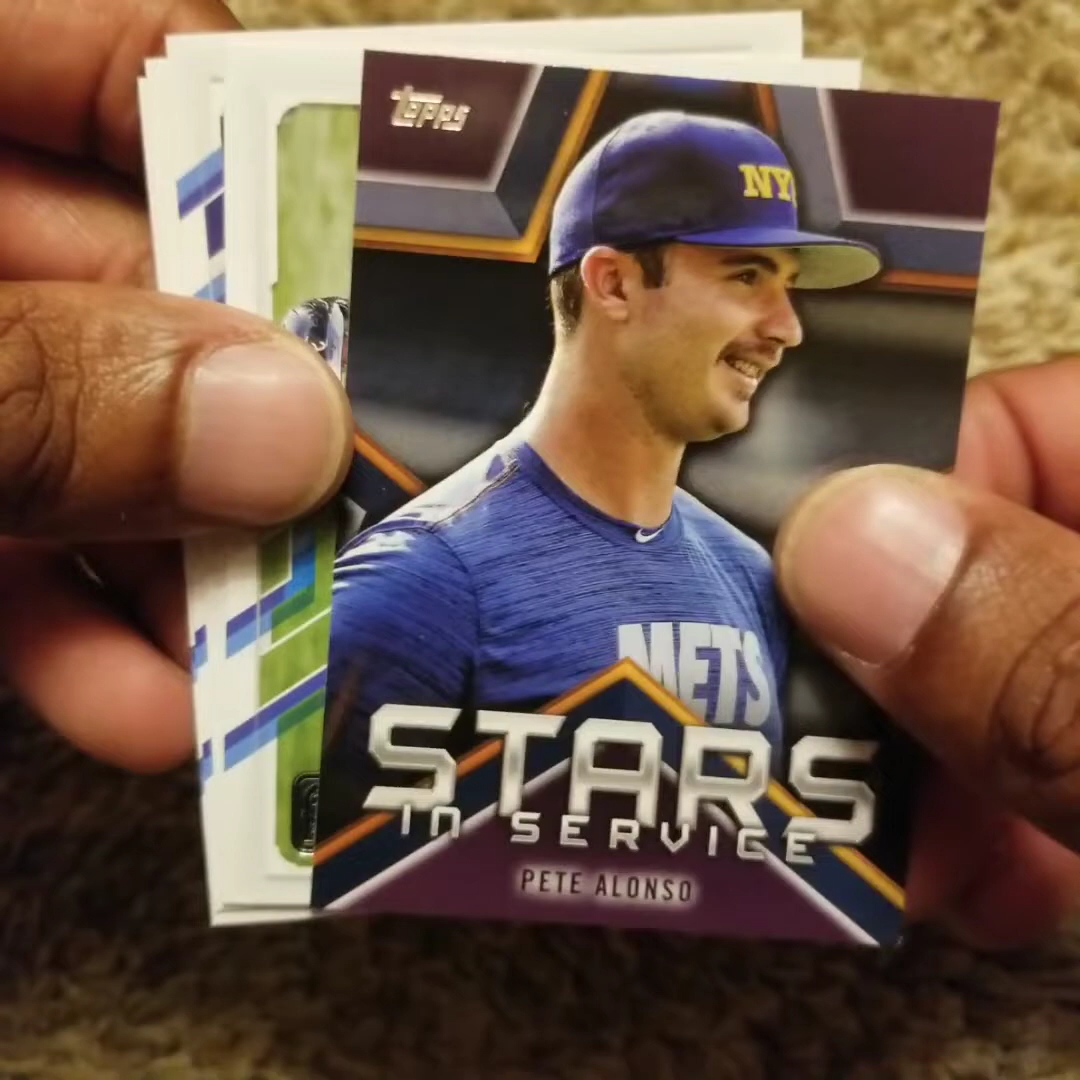 Topps
NY
METS
STARS
IN SERVICE
PETE ALONSO